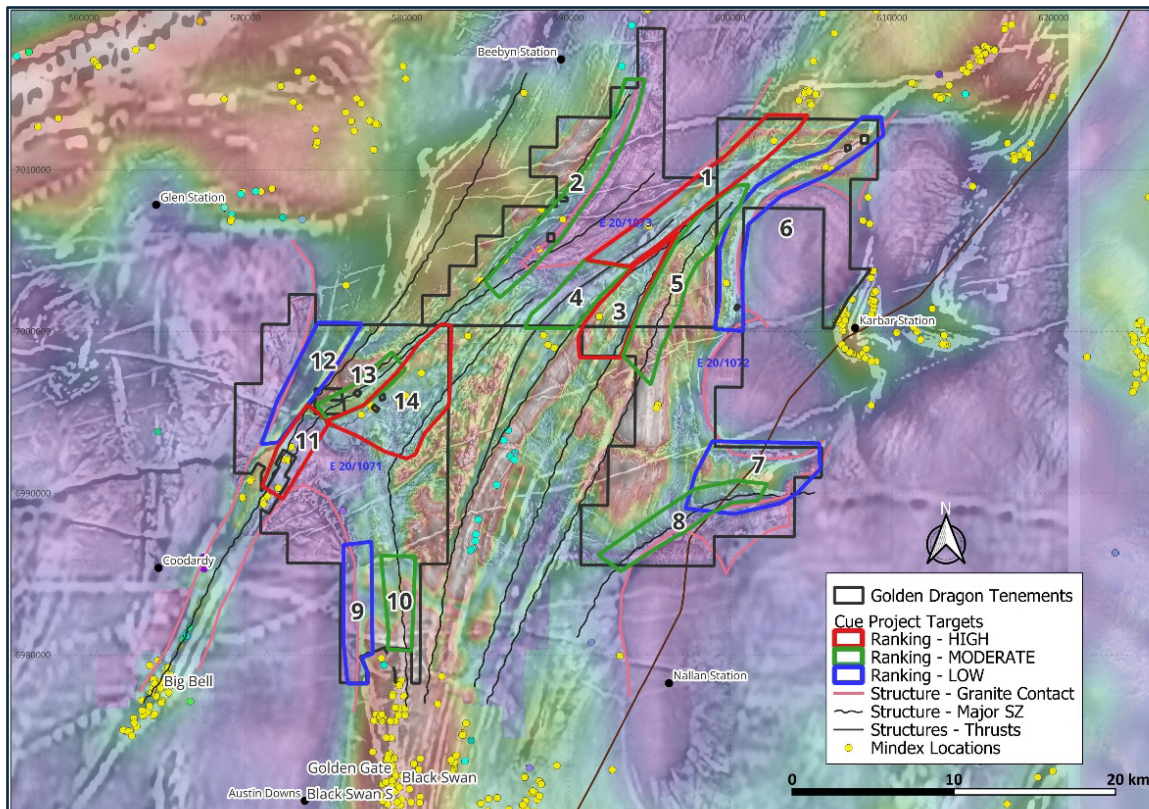 560000
570000
580000
590000
600000
610000
620000
Beebyn Station
7010000
Glen Station
1
2
E 20/1073
6
4
3
5
7000000
Karbar Station
E 20/1072
12
13
14
11
E 20/1071
7
6990000
8
Coodardy
9
10
6980000
Big Bell
Nallan Station
Golden Gate
Black Swan
Austin Downs
Black Swan S
N
Golden Dragon Tenements
Cue Project Targets
Ranking - HIGH
Ranking - MODERATE
Ranking - LOW
Structure - Granite Contact
Structure - Major SZ
Structures - Thrusts
Mindex Locations
0
10
20 km